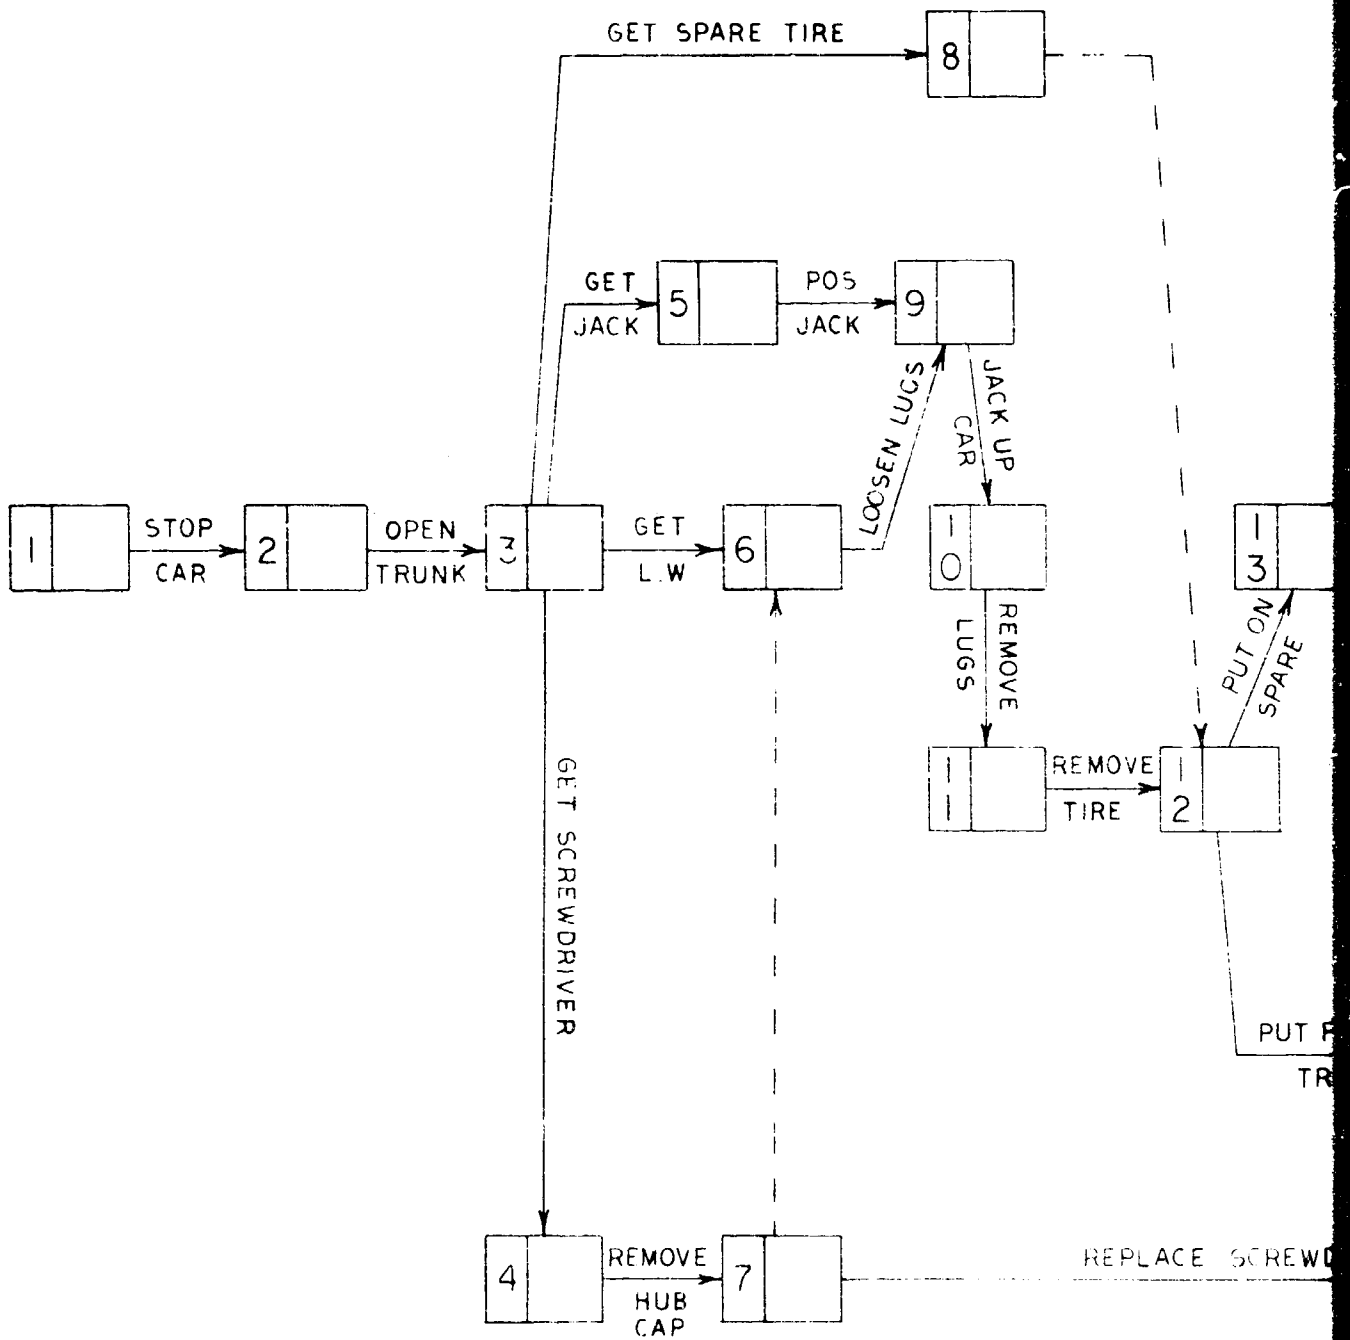 GET SPARE TIRE
8
GET
JACK
5
POS
JACK
9
LOOSEN LUGS
JACK UP
CAR
1
STOP
CAR
2
OPEN
TRUNK
3
GET
L.W
6
10
13
REMOVE
LUGS
PUT ON
SPARE
11
REMOVE
TIRE
12
GET SCREWDRIVER
PUT
TR
4
REMOVE
HUB
CAP
7
REPLACE SCREWD